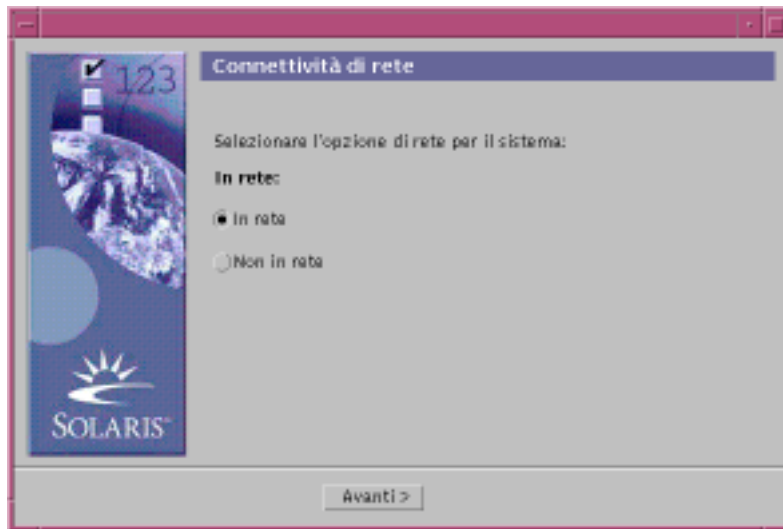 123
SOLARIS™
Connettività di rete
Selezionare l'opzione di rete per il sistema:
In rete:
In rete
Non in rete
Avanti >